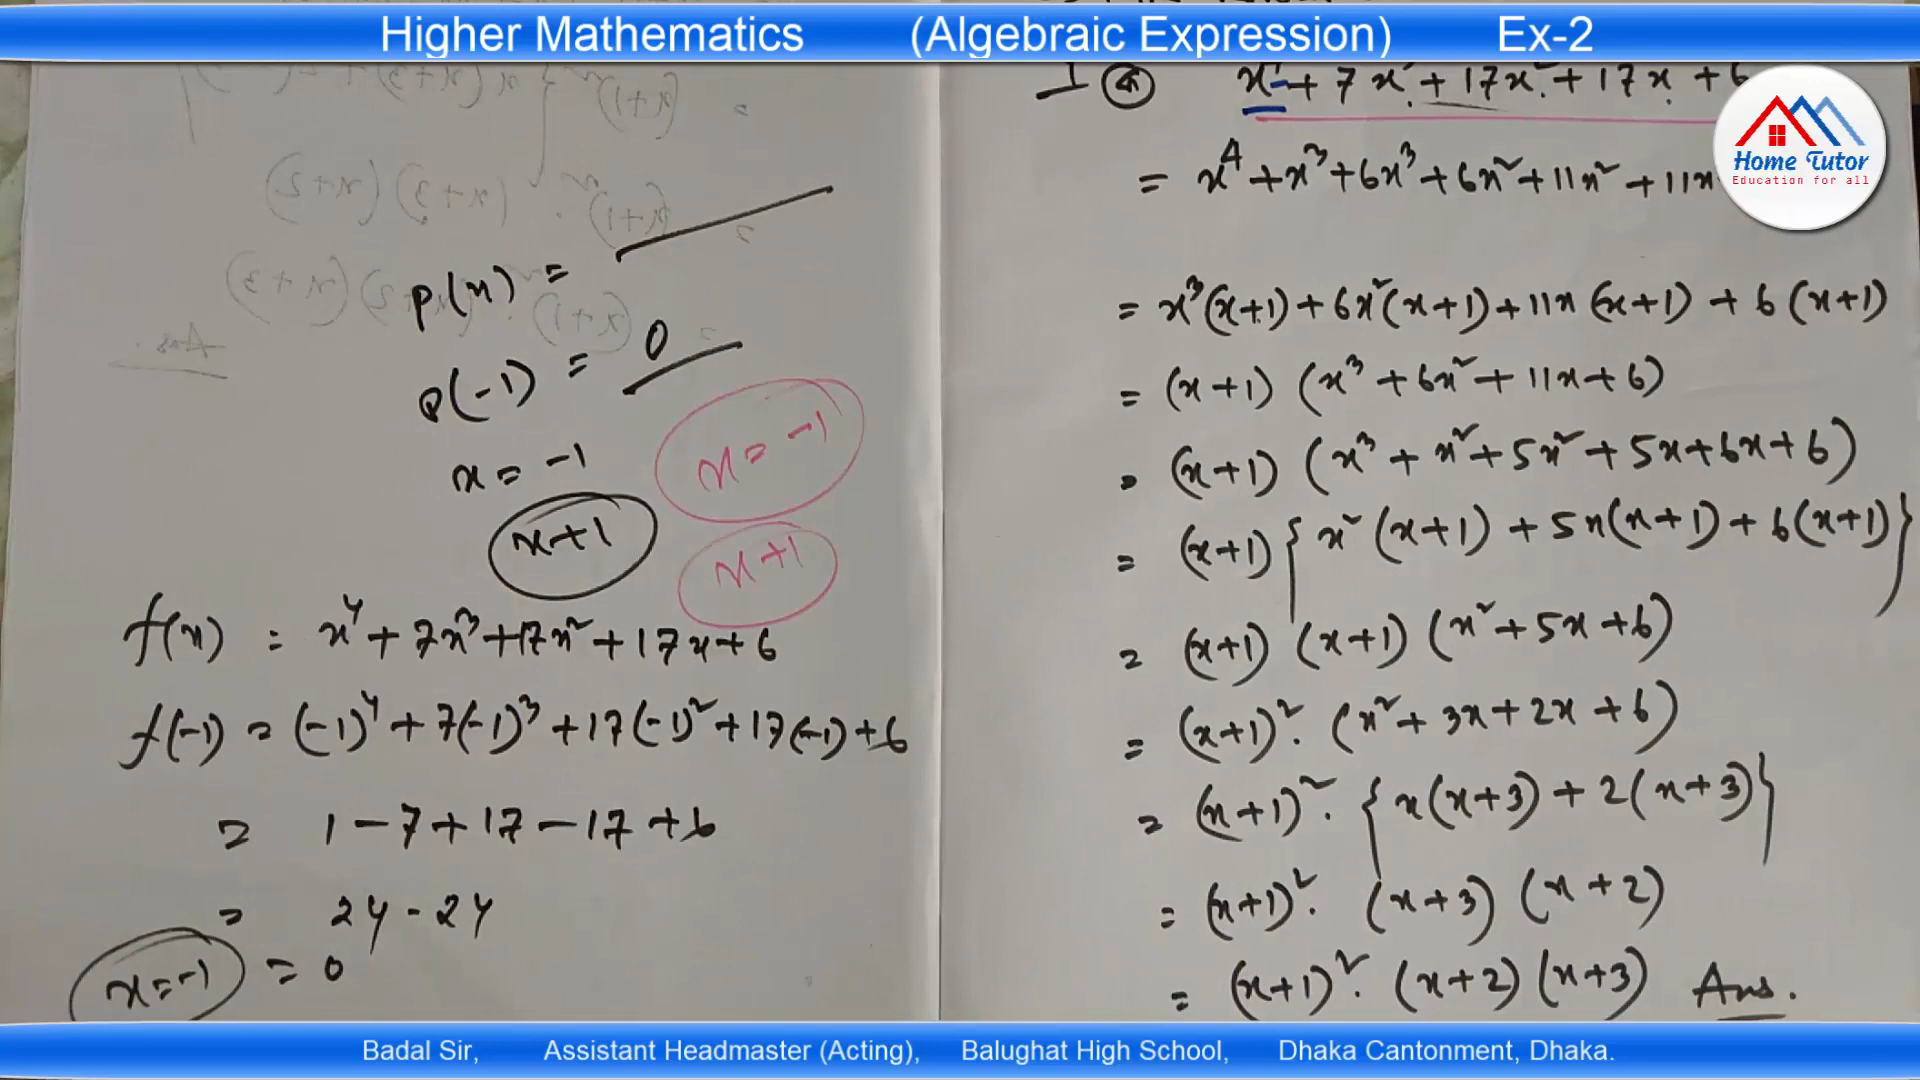 Higher Mathematics (Algebraic Expression) Ex-2
Home Tutor
Education for all
P(x) =
P(-1) = 0
x = -1
x = -1
x+1
x+1
f(x) = x⁴ + 7x³ + 17x² + 17x + 6
f(-1) = (-1)⁴ + 7(-1)³ + 17(-1)² + 17(-1) + 6
= 1 - 7 + 17 - 17 + 6
= 24 - 24
x = -1 = 0
1 (ক) x⁴ + 7x³ + 17x² + 17x + 6
= x⁴ + x³ + 6x³ + 6x² + 11x² + 11x
= x³(x+1) + 6x²(x+1) + 11x(x+1) + 6(x+1)
= (x+1) (x³ + 6x² + 11x + 6)
= (x+1) (x³ + x² + 5x² + 5x + 6x + 6)
= (x+1) {x²(x+1) + 5x(x+1) + 6(x+1)}
= (x+1) (x+1) (x² + 5x + 6)
= (x+1)². (x² + 3x + 2x + 6)
= (x+1)². {x(x+3) + 2(x+3)}
= (x+1)². (x+3) (x+2)
= (x+1)². (x+2) (x+3) Ans.
Badal Sir, Assistant Headmaster (Acting), Balughat High School, Dhaka Cantonment, Dhaka.